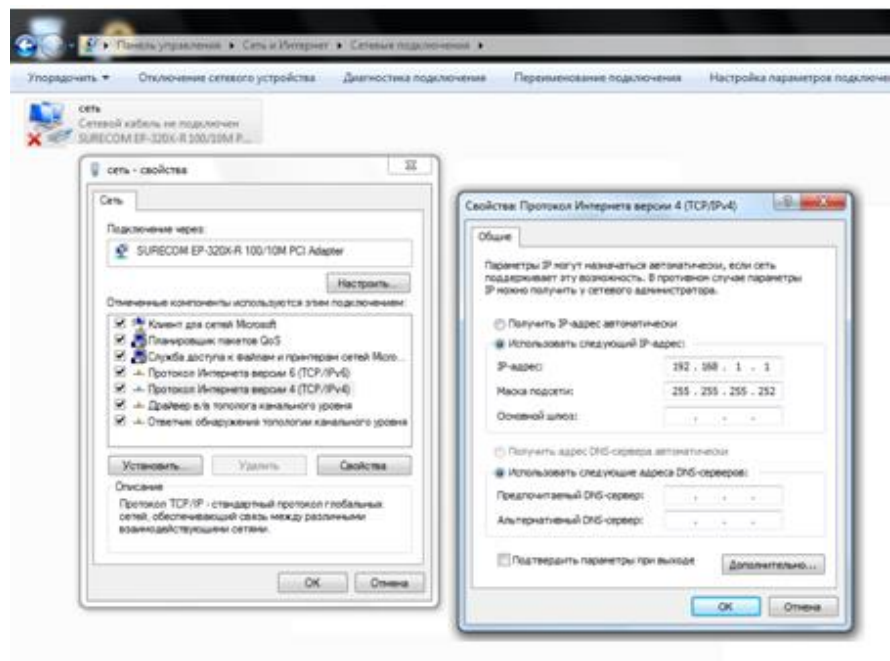 Панель управления ▸ Сеть и Интернет ▸ Сетевые подключения ▸
Упорядочить Отключение сетевого устройства Диагностика подключения Переименование подключения Настройка параметров подключе
сеть
Сетевой кабель не подключен
SURECOM EP-320X-R 100/10M P...
сеть - свойства
Сеть
Подключение через:
SURECOM EP-320X-R 100/10M PCI Adapter
Настроить...
Отмеченные компоненты используются этим подключением:
Клиент для сетей Microsoft
Планировщик пакетов QoS
Служба доступа к файлам и принтерам сетей Micro...
Протокол Интернета версии 6 (TCP/IPv6)
Протокол Интернета версии 4 (TCP/IPv4)
Драйвер в/в тополога канального уровня
Ответчик обнаружения топологии канального уровня
Установить... Удалить Свойства
Описание
Протокол TCP/IP - стандартный протокол глобальных
сетей, обеспечивающий связь между различными
взаимодействующими сетями.
OK Отмена
Свойства: Протокол Интернета версии 4 (TCP/IPv4)
Общие
Параметры IP могут назначаться автоматически, если сеть
поддерживает эту возможность. В противном случае параметры
IP можно получить у сетевого администратора.
Получить IP-адрес автоматически
Использовать следующий IP-адрес:
IP-адрес: 192 . 168 . 1 . 1
Маска подсети: 255 . 255 . 255 . 252
Основной шлюз: . . .
Получить адрес DNS-сервера автоматически
Использовать следующие адреса DNS-серверов:
Предпочитаемый DNS-сервер: . . .
Альтернативный DNS-сервер: . . .
Подтвердить параметры при выходе Дополнительно...
OK Отмена